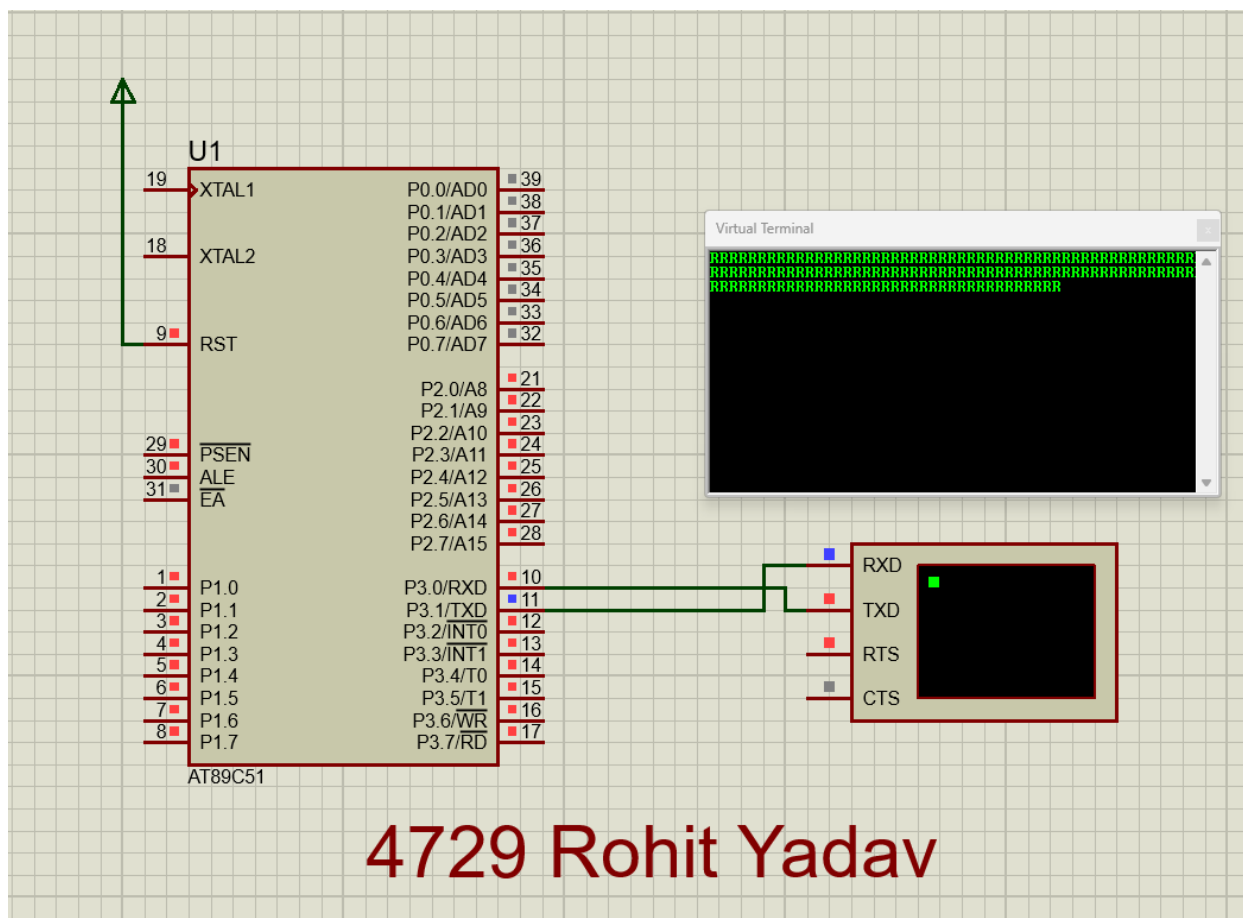 U1
19
XTAL1
18
XTAL2
9
RST
29
PSEN
30
ALE
31
EA
1
P1.0
2
P1.1
3
P1.2
4
P1.3
5
P1.4
6
P1.5
7
P1.6
8
P1.7
P0.0/AD0 39
P0.1/AD1 38
P0.2/AD2 37
P0.3/AD3 36
P0.4/AD4 35
P0.5/AD5 34
P0.6/AD6 33
P0.7/AD7 32
P2.0/A8 21
P2.1/A9 22
P2.2/A10 23
P2.3/A11 24
P2.4/A12 25
P2.5/A13 26
P2.6/A14 27
P2.7/A15 28
P3.0/RXD 10
P3.1/TXD 11
P3.2/INT0 12
P3.3/INT1 13
P3.4/T0 14
P3.5/T1 15
P3.6/WR 16
P3.7/RD 17
AT89C51
Virtual Terminal
RRRRRRRRRRRRRRRRRRRRRRRRRRRRRRRRRRRRRRRRRRRRRRRRRRR
RRRRRRRRRRRRRRRRRRRRRRRRRRRRRRRRRRRRRRRRRRRRRRRRRRR
RRRRRRRRRRRRRRRRRRRRRRRRRRRRRRRRRRRRR
RXD
TXD
RTS
CTS
4729 Rohit Yadav